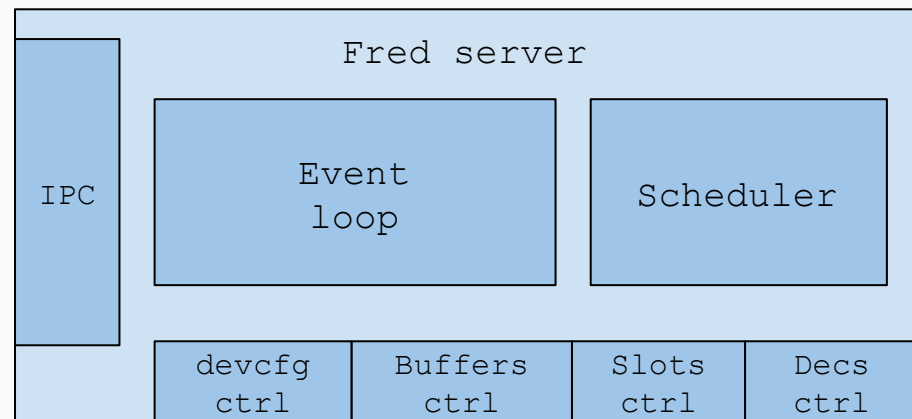 Fred server
IPC
Event
loop
Scheduler
devcfg
ctrl
Buffers
ctrl
Slots
ctrl
Decs
ctrl